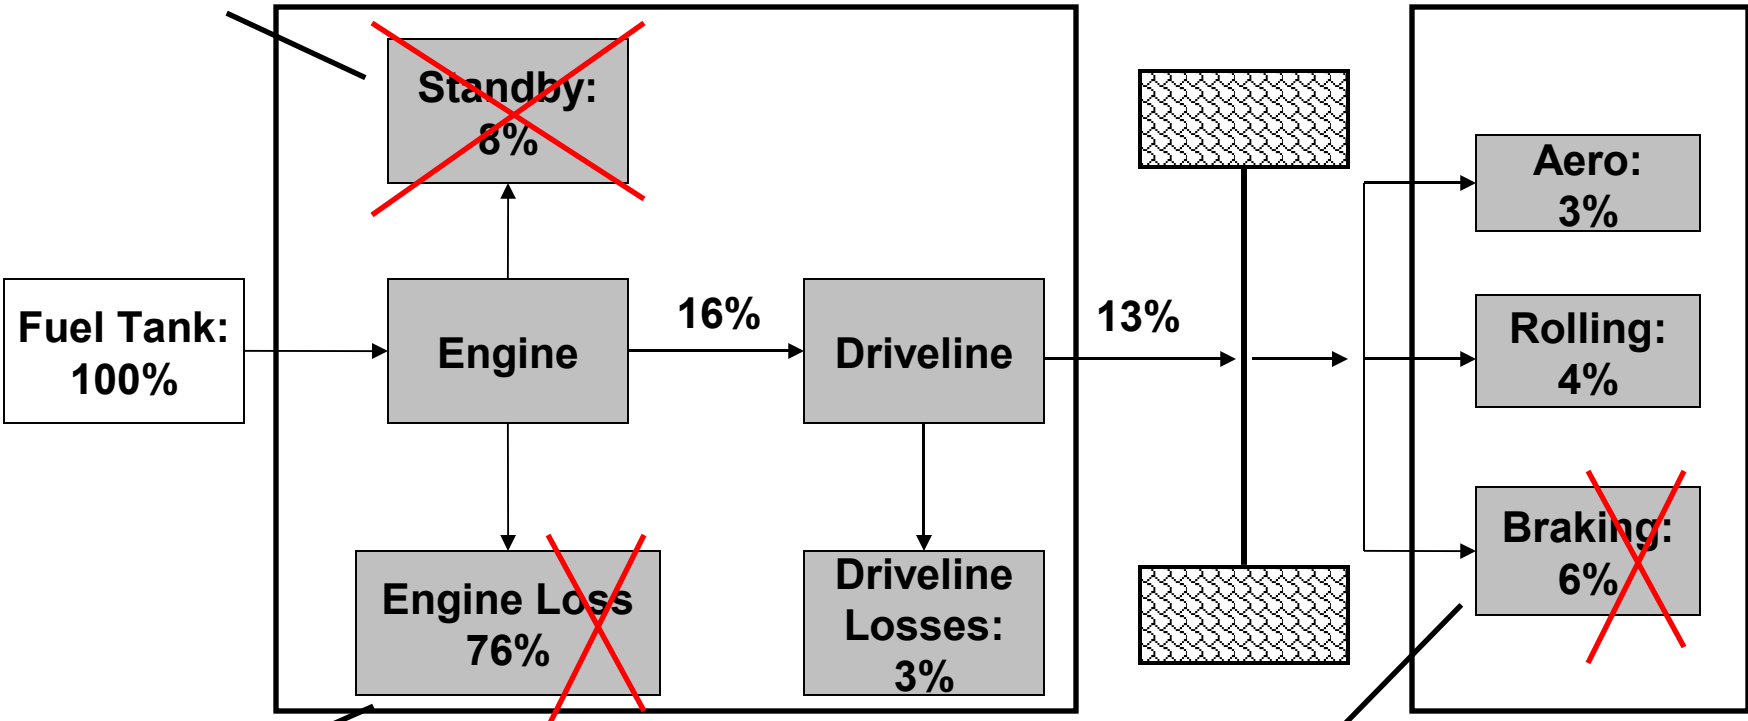 Standby:
8%
Fuel Tank:
100%
Engine
16%
Driveline
13%
Engine Loss
76%
Driveline
Losses:
3%
Aero:
3%
Rolling:
4%
Braking:
6%